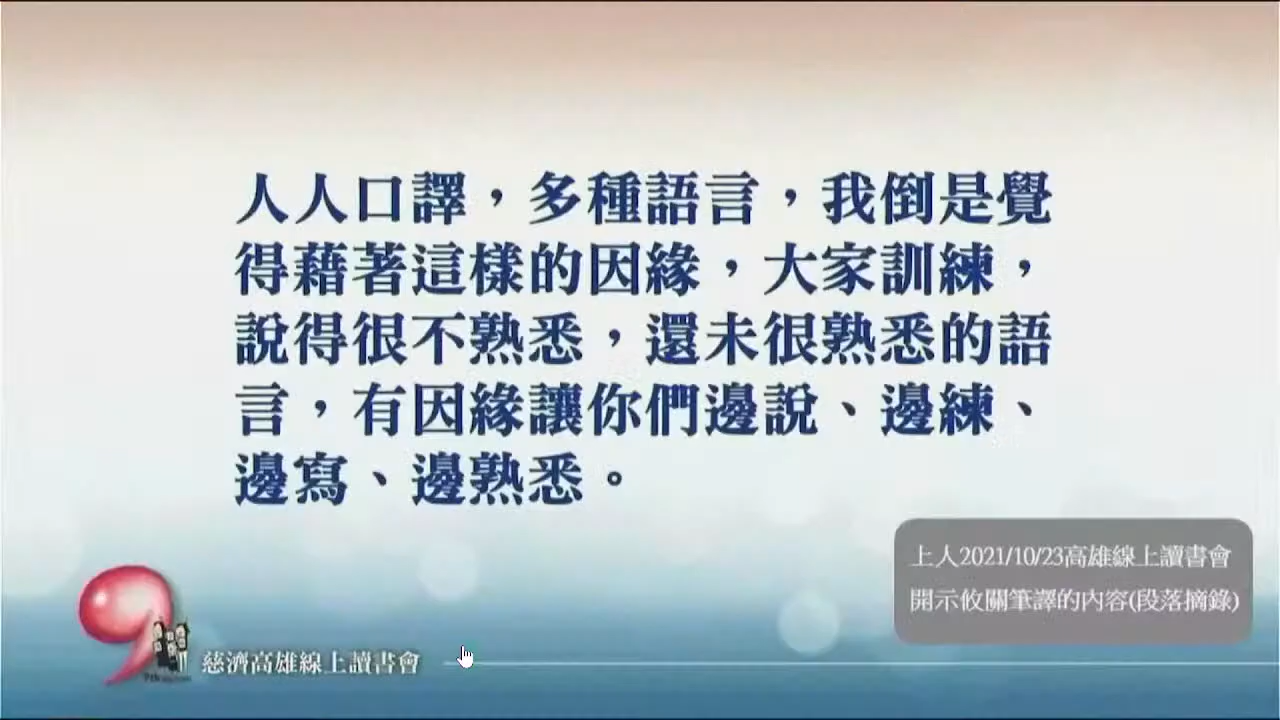 人人口譯，多種語言，我倒是覺
得藉著這樣的因緣，大家訓練，
說得很不熟悉，還未很熟悉的語
言，有因緣讓你們邊說、邊練、
邊寫、邊熟悉。
上人2021/10/23高雄線上讀書會
開示攸關筆譯的內容(段落摘錄)
慈濟高雄線上讀書會